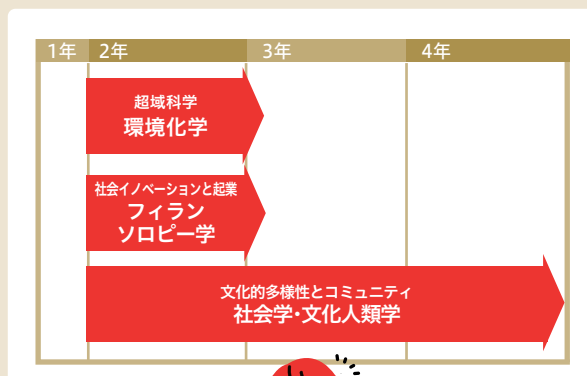 1年 2年 3年 4年
超域科学
環境化学
社会イノベーションと起業
フィラン
ソロピー学
文化的多様性とコミュニティ
社会学・文化人類学